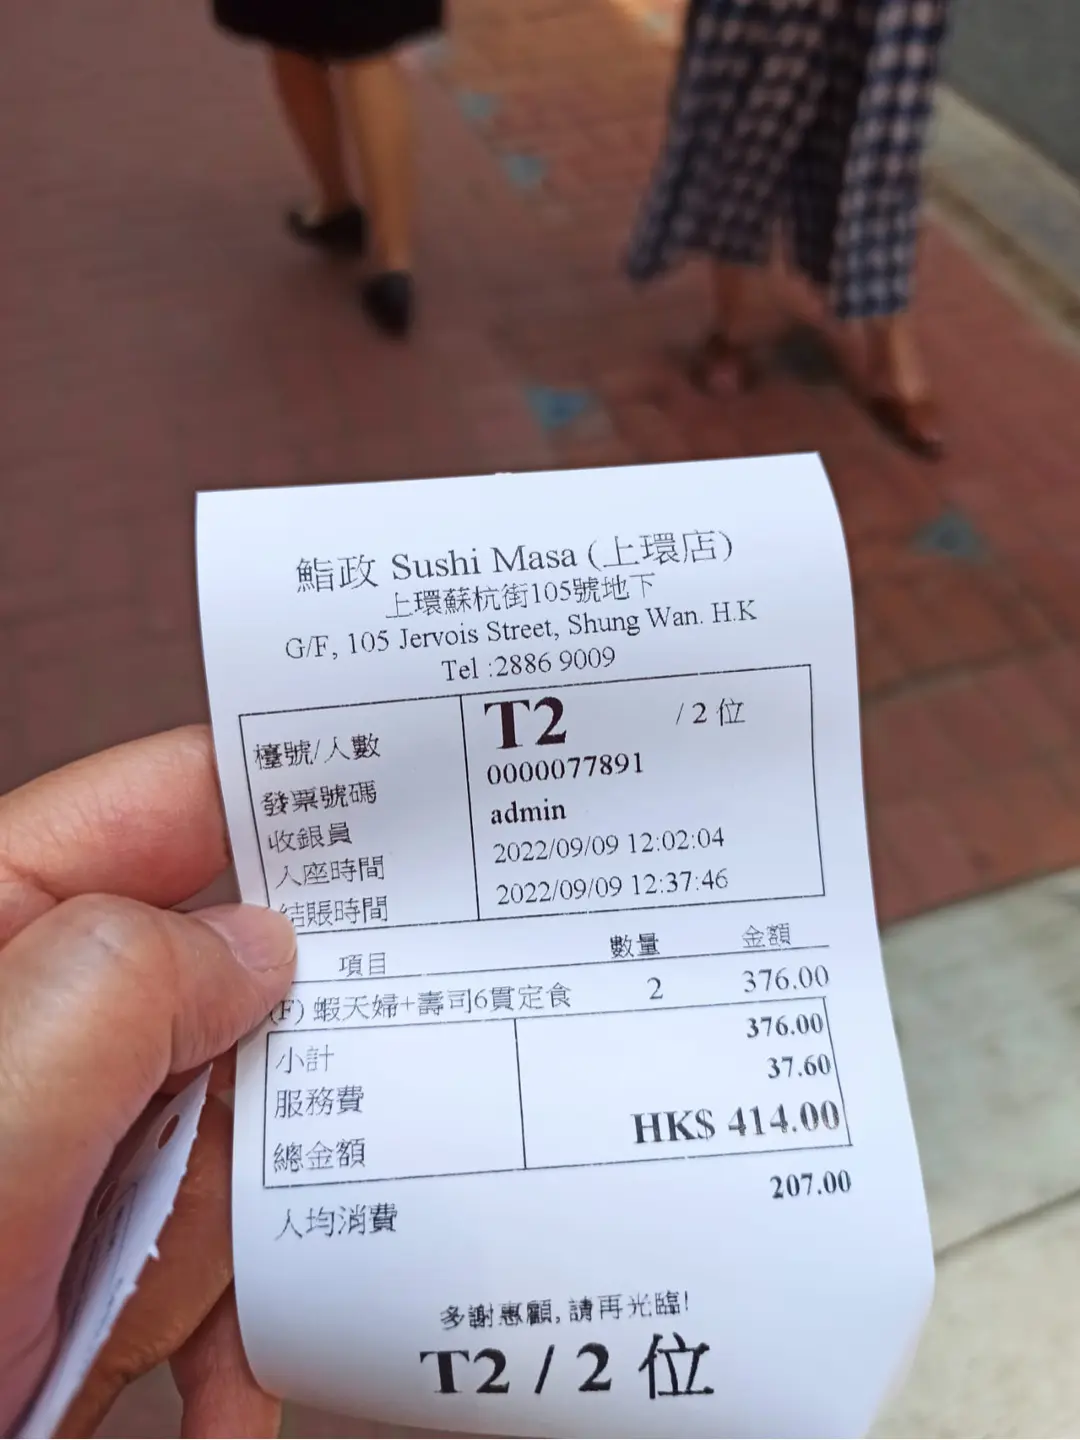 鮨政 Sushi Masa (上環店)
上環蘇杭街105號地下
G/F, 105 Jervois Street, Shung Wan. H.K
Tel :2886 9009
檯號/人數 T2 / 2 位
發票號碼 0000077891
收銀員 admin
入座時間 2022/09/09 12:02:04
結賬時間 2022/09/09 12:37:46
項目 數量 金額
(F) 蝦天婦+壽司6貫定食 2 376.00
小計 376.00
服務費 37.60
總金額 HK$ 414.00
人均消費 207.00
多謝惠顧, 請再光臨!
T2 / 2 位